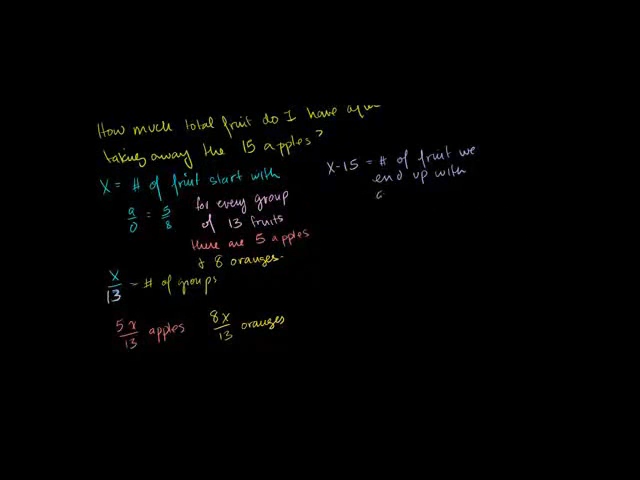 How much total fruit do I have after
taking away the 15 apples?
X = # of fruit start with
a/o = 5/8
for every group
of 13 fruits
there are 5 apples
+ 8 oranges.
x/13 = # of groups
5x/13 apples
8x/13 oranges
X-15 = # of fruit we
end up with